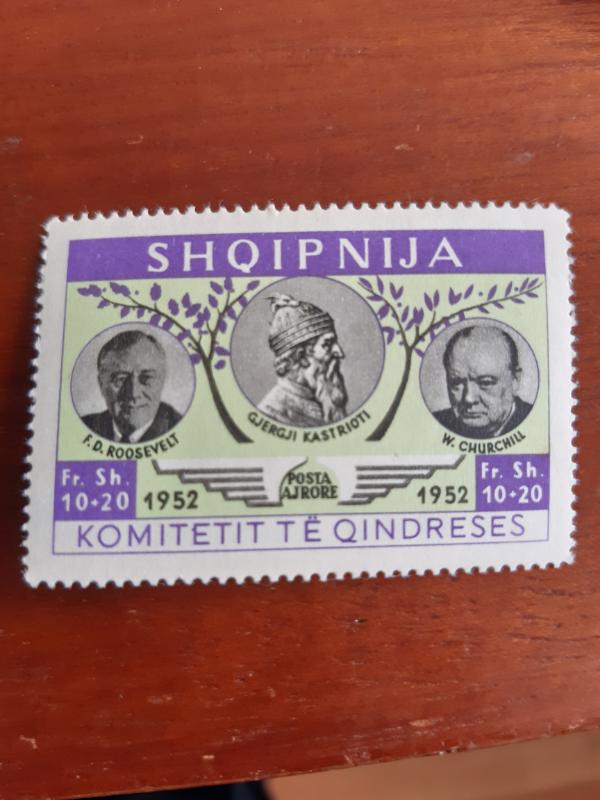 SHQIPNIJA
F.D. ROOSEVELT
GJERGJI KASTRIOTI
W. CHURCHILL
Fr. Sh.
10+20
1952
POSTA
AJRORE
1952
Fr. Sh.
10+20
KOMITETIT TË QINDRESES